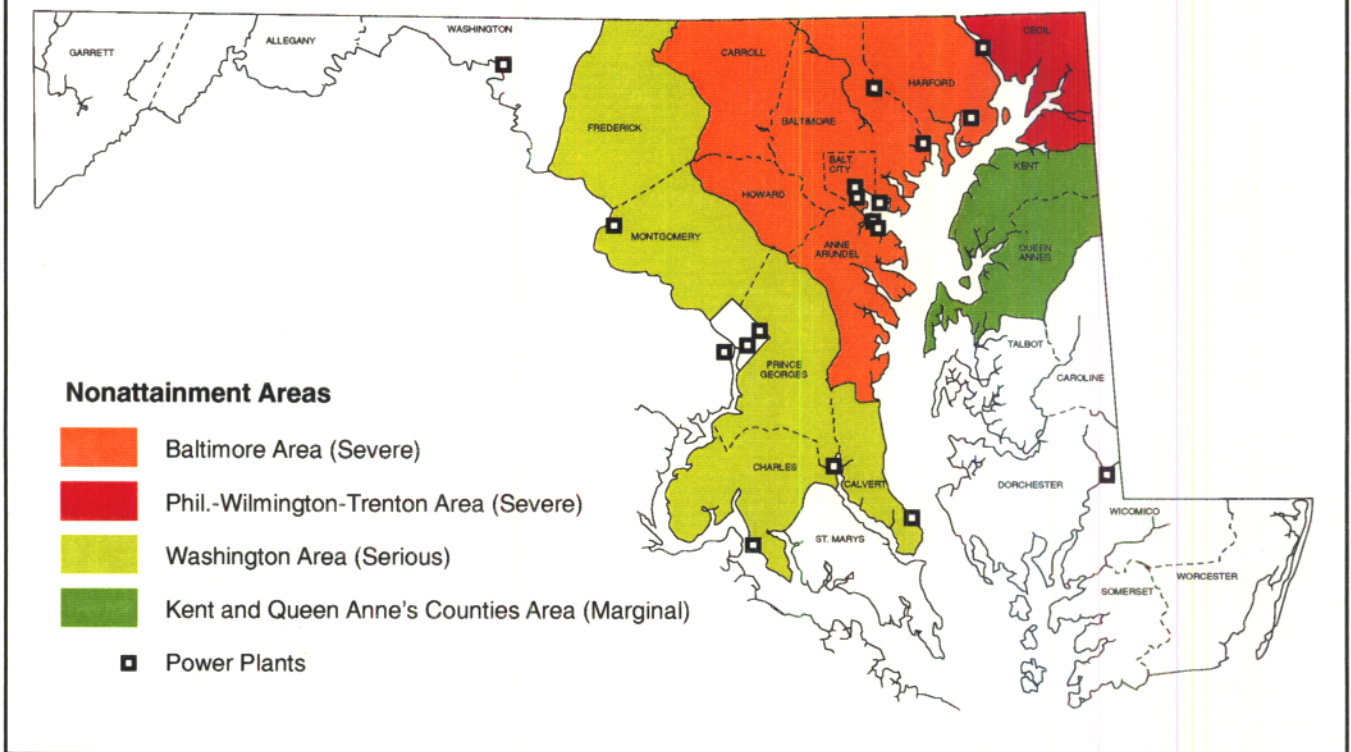 GARRETT
ALLEGANY
WASHINGTON
FREDERICK
CARROLL
BALTIMORE
HARFORD
CECIL
BALT
CITY
HOWARD
MONTGOMERY
ANNE
ARUNDEL
KENT
QUEEN
ANNES
TALBOT
CAROLINE
PRINCE
GEORGES
CHARLES
CALVERT
ST. MARYS
DORCHESTER
WICOMICO
SOMERSET
WORCESTER
Nonattainment Areas
Baltimore Area (Severe)
Phil.-Wilmington-Trenton Area (Severe)
Washington Area (Serious)
Kent and Queen Anne's Counties Area (Marginal)
Power Plants